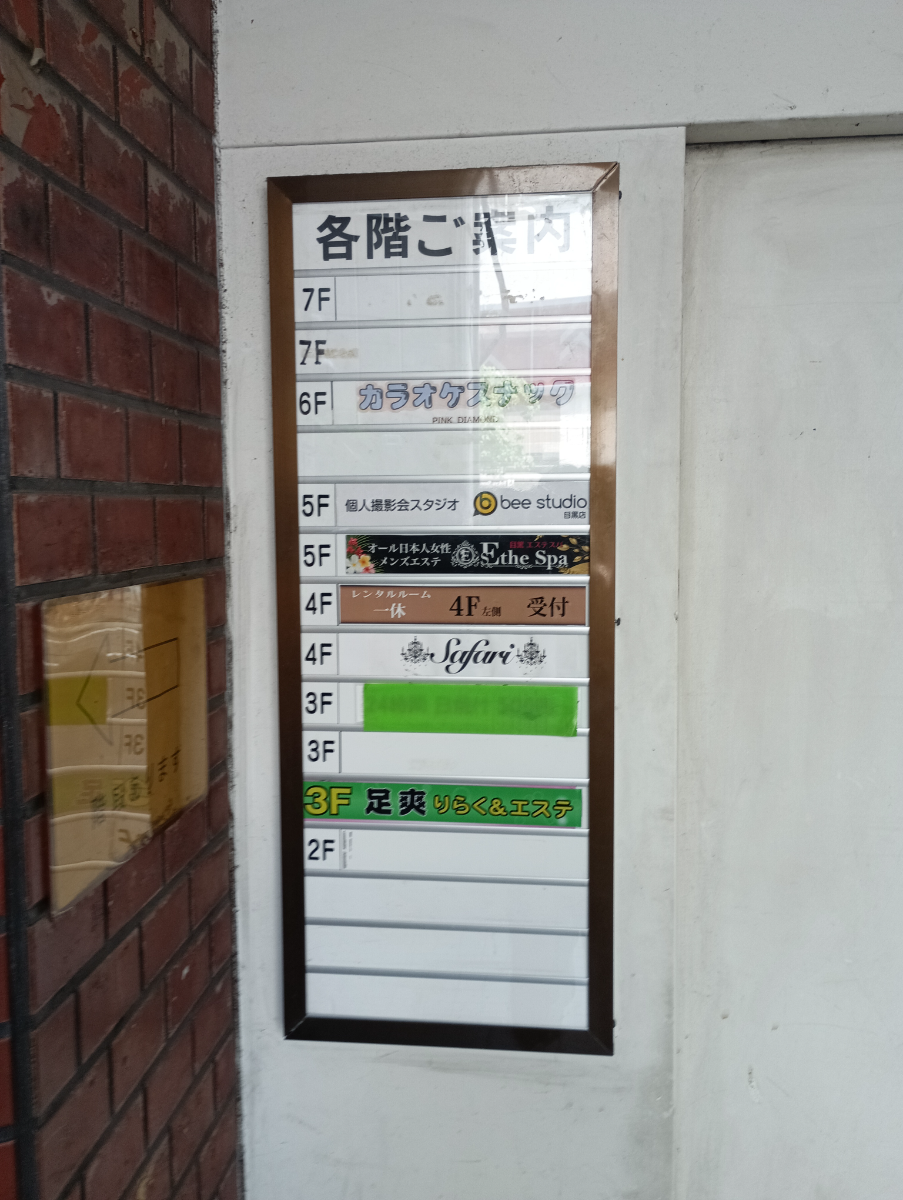 各階ご案内
7F
7F
6F カラオケスナック
PINK DIAMOND
5F 個人撮影会スタジオ bee studio
目黒店
5F オール日本人女性
メンズエステ Ethe Spa
4F レンタルルーム
一休 4F左側 受付
4F Safari
3F
3F
3F 足爽 りらく&エステ
2F